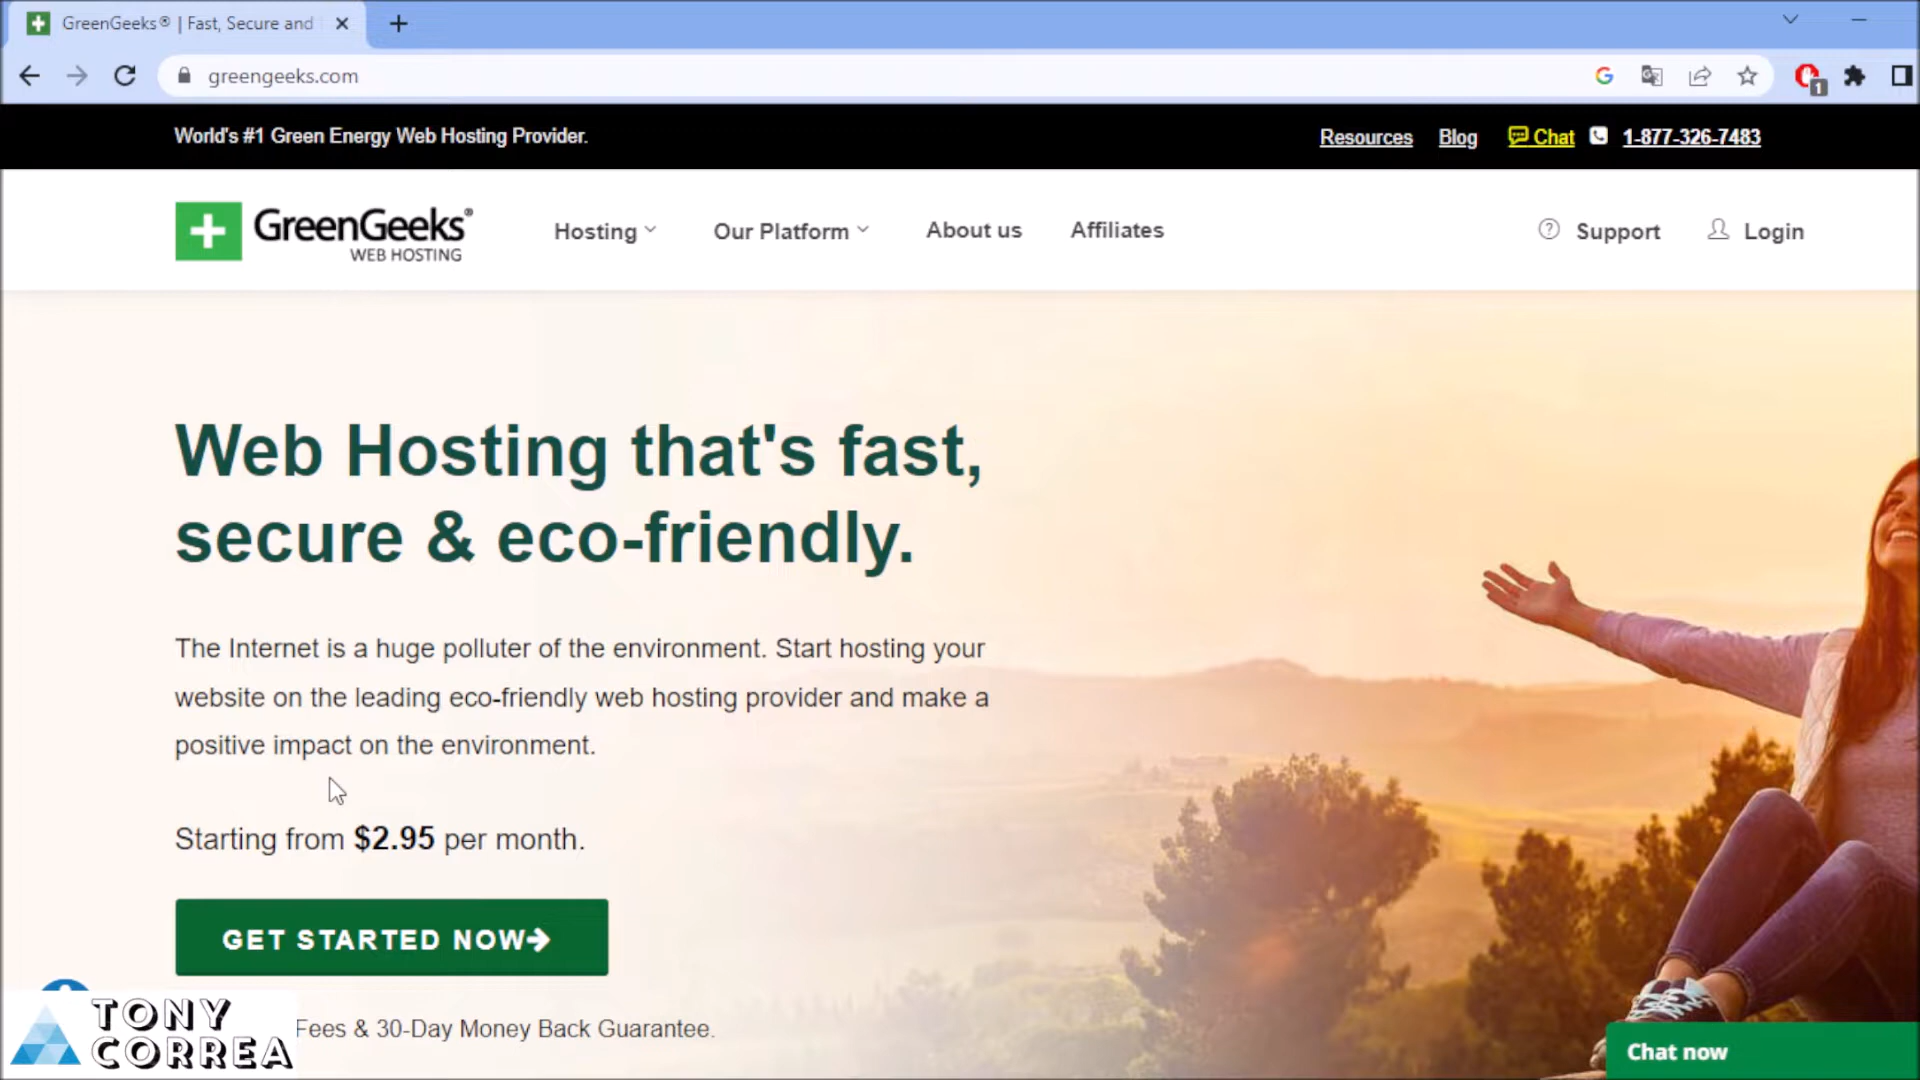 GreenGeeks® | Fast, Secure and
greengeeks.com
1
World's #1 Green Energy Web Hosting Provider.
Resources Blog Chat 1-877-326-7483
GreenGeeks®
WEB HOSTING
Hosting Our Platform About us Affiliates Support Login
Web Hosting that's fast,
secure & eco-friendly.
The Internet is a huge polluter of the environment. Start hosting your
website on the leading eco-friendly web hosting provider and make a
positive impact on the environment.
Starting from $2.95 per month.
GET STARTED NOW
Fees & 30-Day Money Back Guarantee.
TONY
CORREA
Chat now